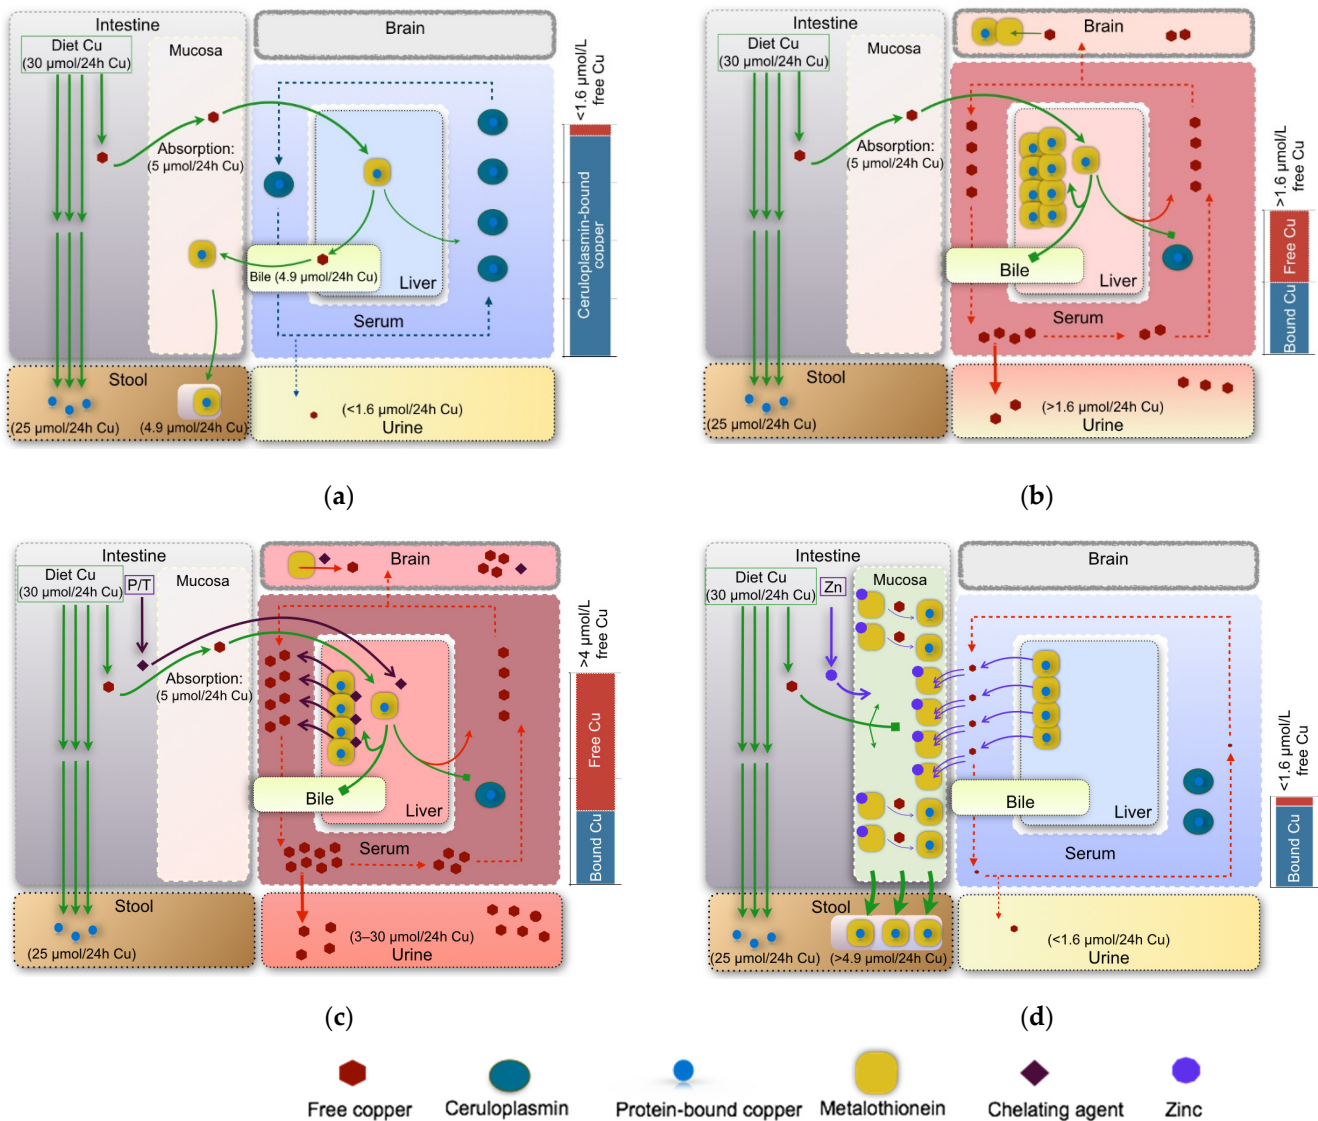 Intestine
Brain
Diet Cu
(30 µmol/24h Cu)
Mucosa
Absorption:
(5 µmol/24h Cu)
Bile (4.9 µmol/24h Cu)
Liver
Serum
Stool
(25 µmol/24h Cu)
(4.9 µmol/24h Cu)
(<1.6 µmol/24h Cu)
Urine
<1.6 µmol/L
free Cu
Ceruloplasmin-bound
copper
(a)
Intestine
Brain
Diet Cu
(30 µmol/24h Cu)
Mucosa
Absorption:
(5 µmol/24h Cu)
Bile
Liver
Serum
Stool
(25 µmol/24h Cu)
(>1.6 µmol/24h Cu)
Urine
>1.6 µmol/L
free Cu
Free Cu
Bound Cu
(b)
Intestine
Brain
Diet Cu
(30 µmol/24h Cu)
P/T
Mucosa
Absorption:
(5 µmol/24h Cu)
Bile
Liver
Serum
Stool
(25 µmol/24h Cu)
(3–30 µmol/24h Cu)
Urine
>4 µmol/L
free Cu
Free Cu
Bound Cu
(c)
Intestine
Brain
Diet Cu
(30 µmol/24h Cu)
Zn
Mucosa
Bile
Liver
Serum
Stool
(25 µmol/24h Cu)
(>4.9 µmol/24h Cu)
(<1.6 µmol/24h Cu)
Urine
<1.6 µmol/L
free Cu
Bound Cu
(d)
Free copper
Ceruloplasmin
Protein-bound copper
Metalothionein
Chelating agent
Zinc